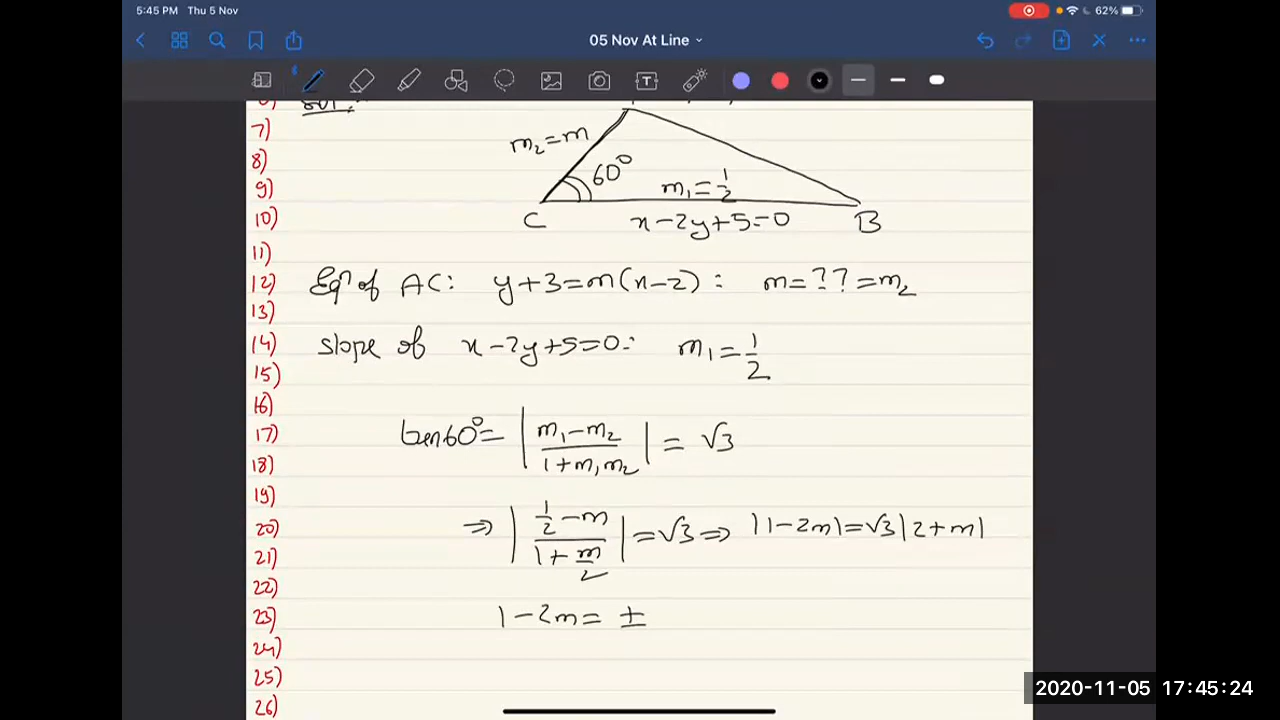 5:45 PM Thu 5 Nov
62%
05 Nov At Line
T
7)
m₂=m
8)
60°
9)
m₁=1/2
10)
C
x-2y+5=0
B
11)
12) Eqⁿ of AC: y+3=m(x-2): m=??=m₂
13)
14) slope of x-2y+5=0: m₁=1/2
15)
16)
17) tan60°= |(m₁-m₂)/(1+m₁m₂)| = √3
18)
19)
20) ⇒ |(1/2-m)/(1+m/2)| =√3⇒ |1-2m|=√3|2+m|
21)
22)
23) 1-2m= ±
24)
25)
26)
2020-11-05 17:45:24